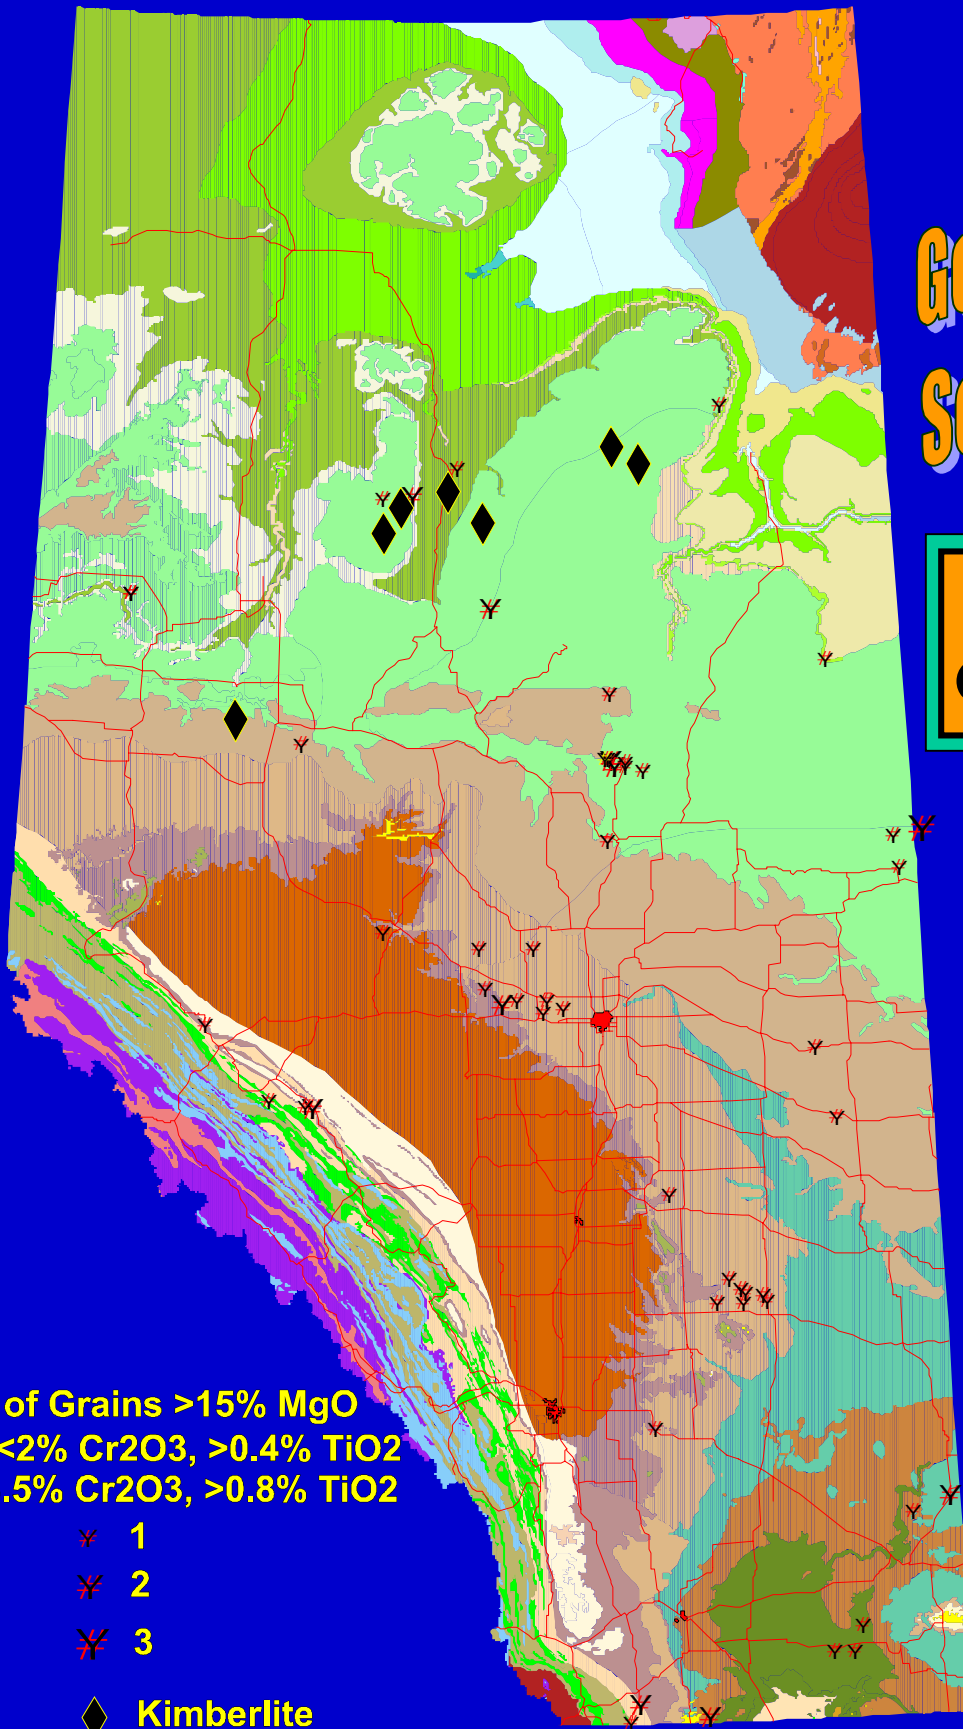 of Grains >15% MgO
<2% Cr2O3, >0.4% TiO2
.5% Cr2O3, >0.8% TiO2
1
2
3
Kimberlite